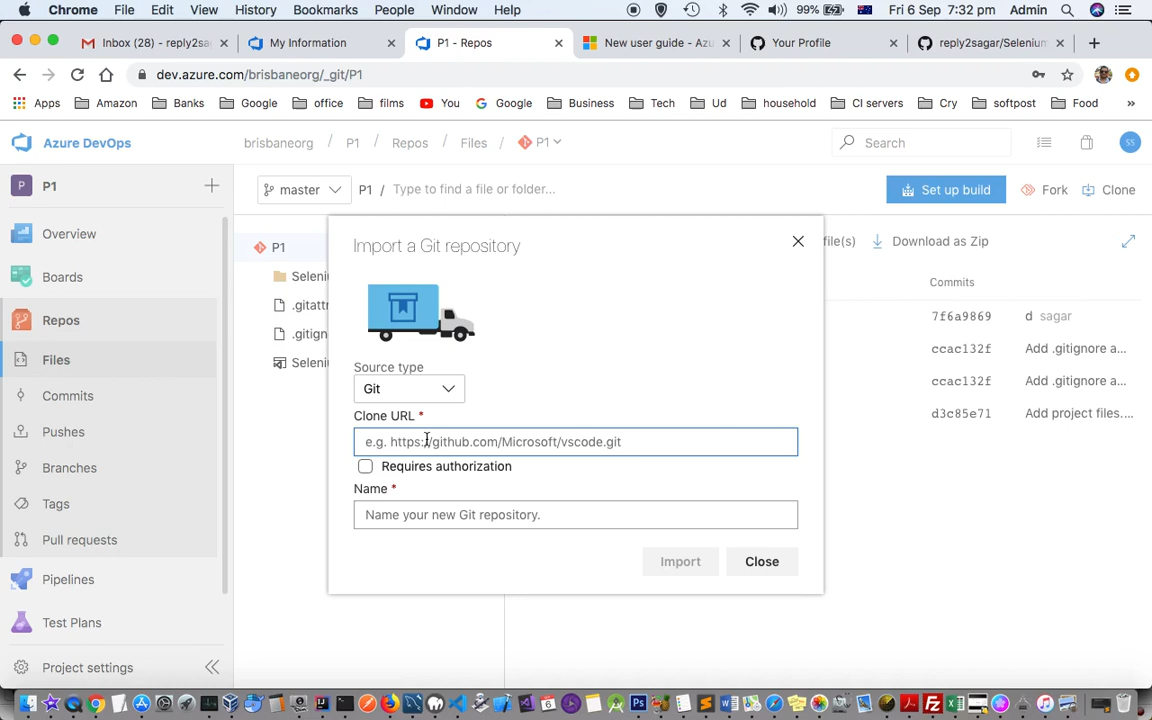 Chrome File Edit View History Bookmarks People Window Help 99% Fri 6 Sep 7:32 pm Admin
Inbox (28) - reply2sa My Information P1 - Repos New user guide - Azu Your Profile reply2sagar/Selenium
dev.azure.com/brisbaneorg/_git/P1
Apps Amazon Banks Google office films You Google Business Tech Ud household CI servers Cry softpost Food »
Azure DevOps brisbaneorg / P1 / Repos / Files / P1 Search SS
P P1 master P1 / Type to find a file or folder... Set up build Fork Clone
Overview
Boards
Repos
Files
Commits
Pushes
Branches
Tags
Pull requests
Pipelines
Test Plans
Project settings
P1
Seleni
.gitattr
.gitign
Seleni
file(s) Download as Zip
Commits
7f6a9869 d sagar
ccac132f Add .gitignore a...
ccac132f Add .gitignore a...
d3c85e71 Add project files....
Import a Git repository
Source type
Git
Clone URL *
e.g. https://github.com/Microsoft/vscode.git
Requires authorization
Name *
Name your new Git repository.
Import Close